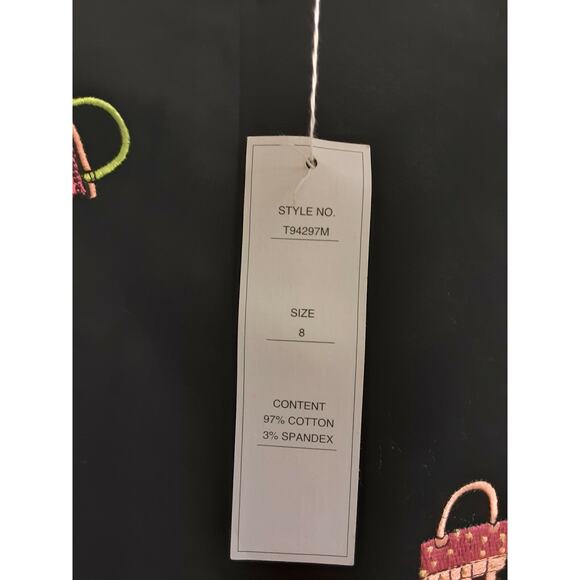 STYLE NO.
T94297M
SIZE
8
CONTENT
97% COTTON
3% SPANDEX